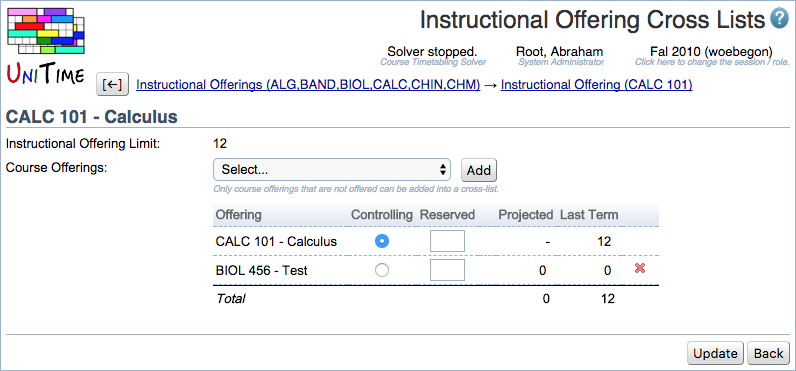 Instructional Offering Cross Lists ?
Solver stopped. Root, Abraham Fal 2010 (woebegon)
Course Timetabling Solver System Administrator Click here to change the session / role.
UNITIME
[←] Instructional Offerings (ALG,BAND,BIOL,CALC,CHIN,CHM) → Instructional Offering (CALC 101)
CALC 101 - Calculus
Instructional Offering Limit: 12
Course Offerings: Select... Add
Only course offerings that are not offered can be added into a cross-list.
Offering Controlling Reserved Projected Last Term
CALC 101 - Calculus - 12
BIOL 456 - Test 0 0
Total 0 12
Update Back